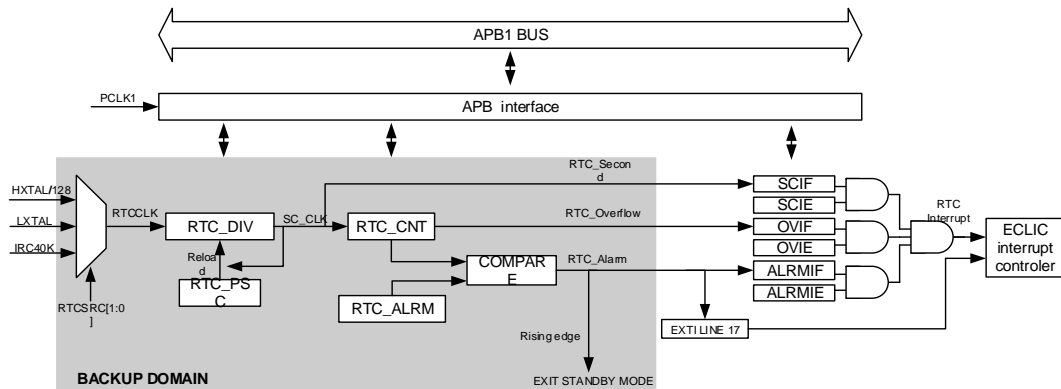 APB1 BUS
PCLK1
APB interface
HXTAL/128
LXTAL
IRC40K
RTCCLK
RTCSRC[1:0
]
RTC_DIV
Reloa
d
RTC_PS
C
SC_CLK
RTC_CNT
RTC_ALRM
COMPAR
E
RTC_Secon
d
RTC_Overflow
RTC_Alarm
Rising edge
EXIT STANDBY MODE
BACKUP DOMAIN
SCIF
SCIE
OVIF
OVIE
ALRMIF
ALRMIE
EXTI LINE 17
RTC
Interrupt
ECLIC
interrupt
controler